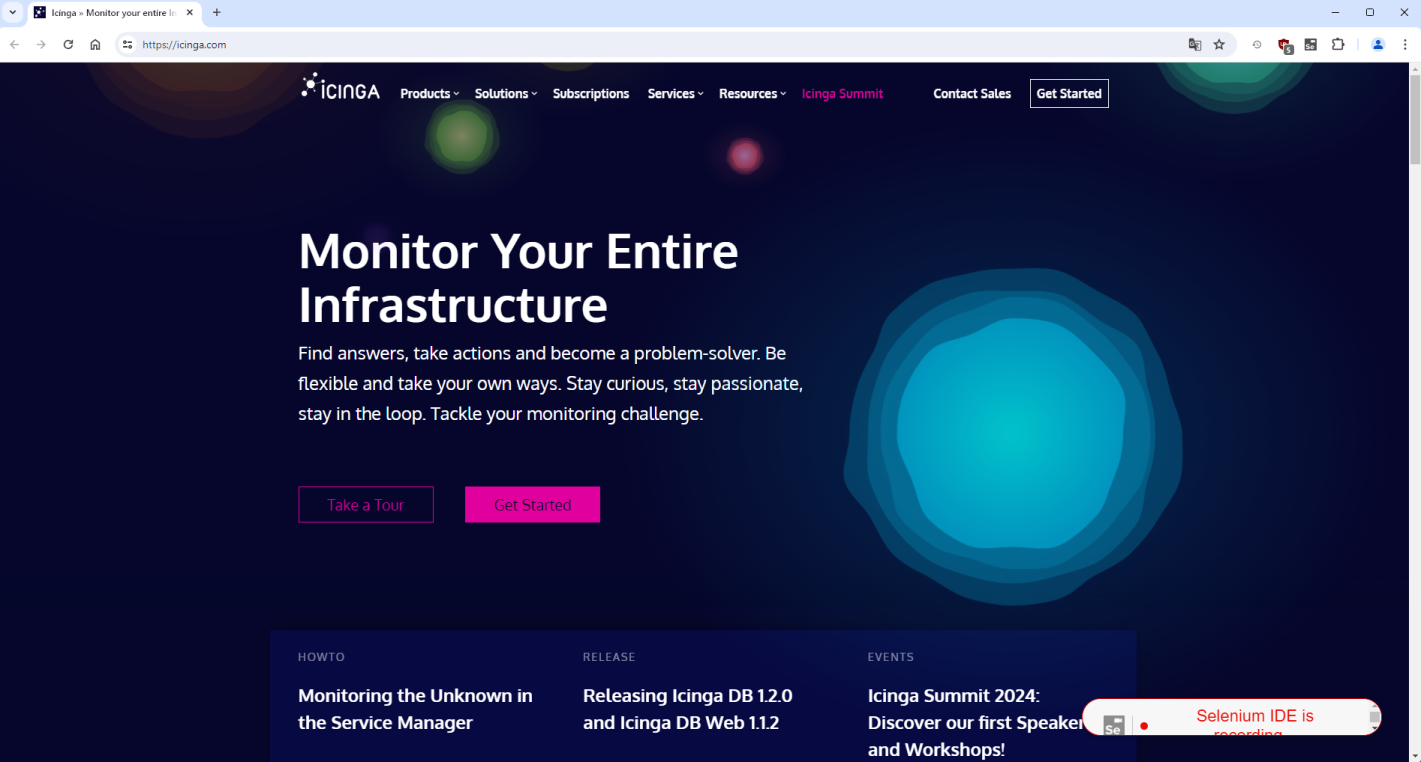 Icinga » Monitor your entire In
https://icinga.com
5
Se
ICINGA
Products
Solutions
Subscriptions
Services
Resources
Icinga Summit
Contact Sales
Get Started
Monitor Your Entire
Infrastructure
Find answers, take actions and become a problem-solver. Be
flexible and take your own ways. Stay curious, stay passionate,
stay in the loop. Tackle your monitoring challenge.
Take a Tour
Get Started
HOWTO
Monitoring the Unknown in
the Service Manager
RELEASE
Releasing Icinga DB 1.2.0
and Icinga DB Web 1.1.2
EVENTS
Icinga Summit 2024:
Discover our first Speaker
and Workshops!
Se
Selenium IDE is
recording